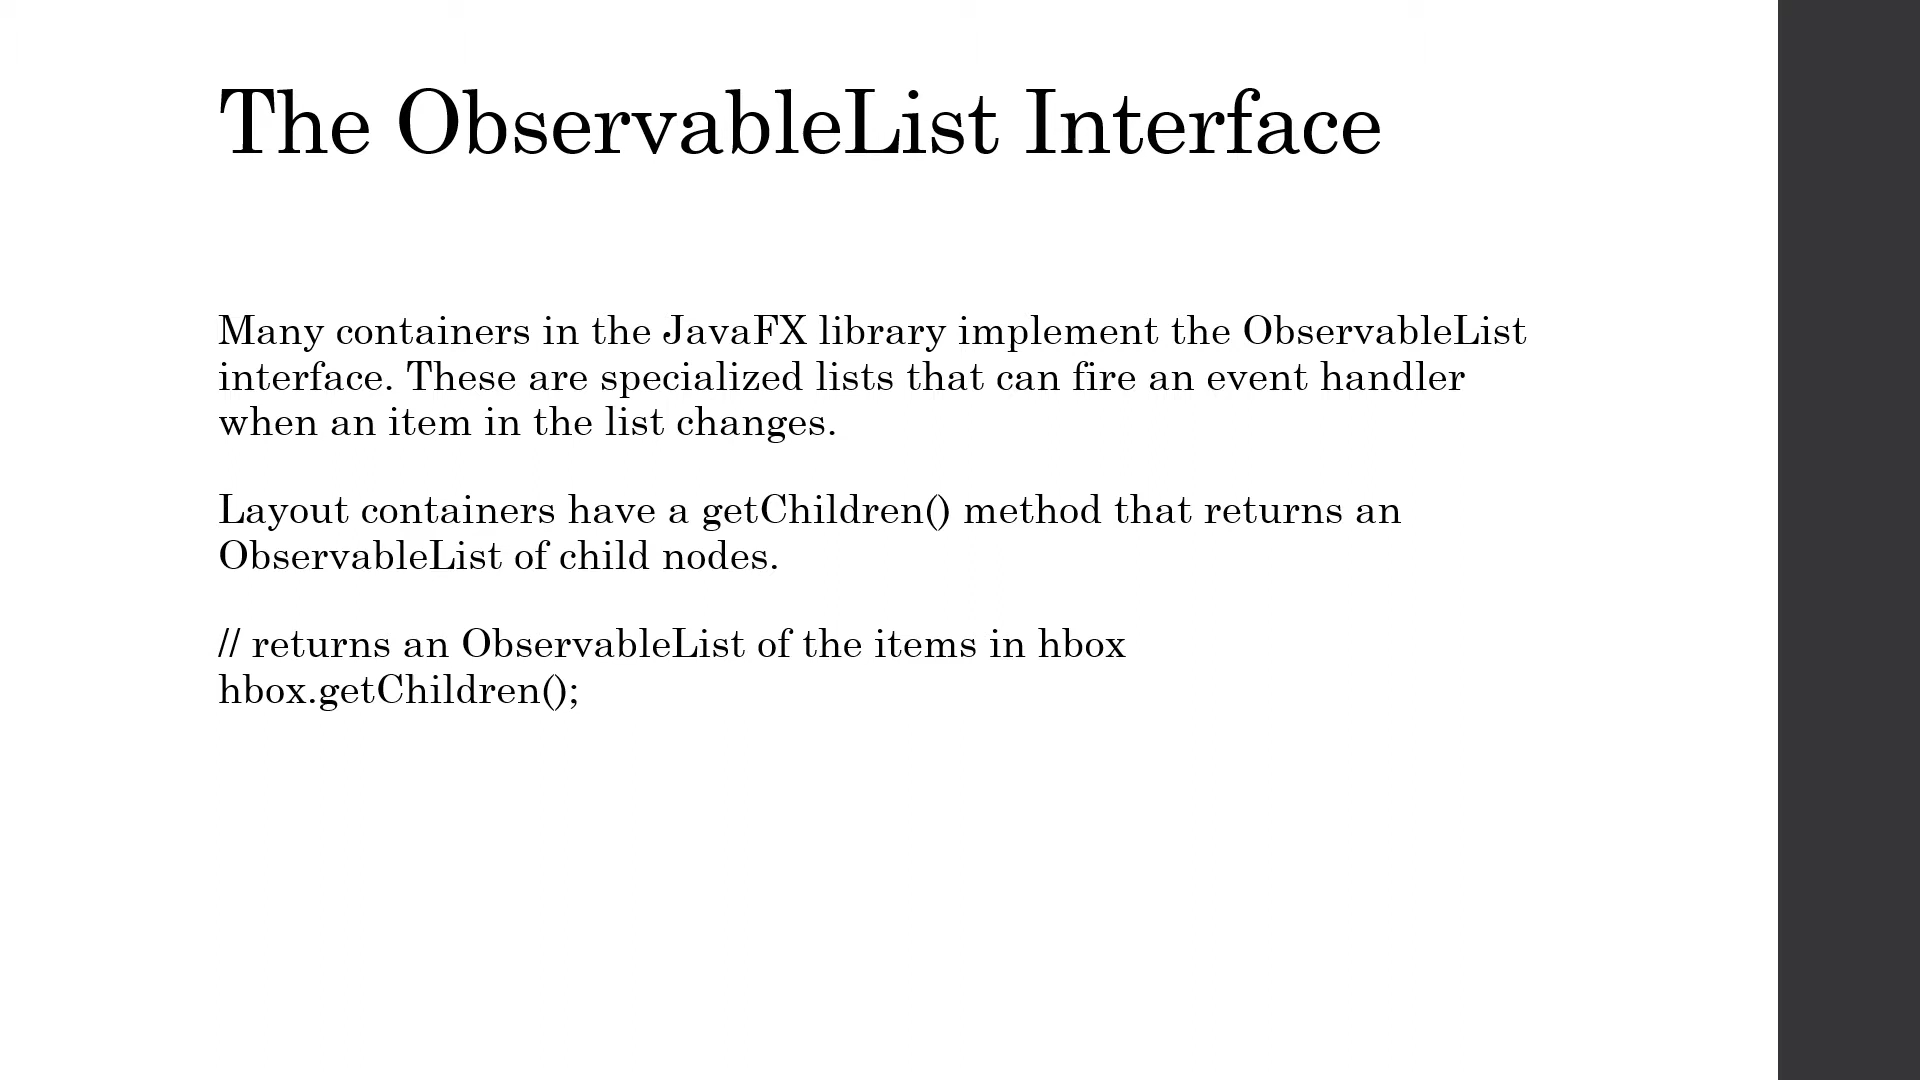 The ObservableList Interface
Many containers in the JavaFX library implement the ObservableList
interface. These are specialized lists that can fire an event handler
when an item in the list changes.
Layout containers have a getChildren() method that returns an
ObservableList of child nodes.
// returns an ObservableList of the items in hbox
hbox.getChildren();